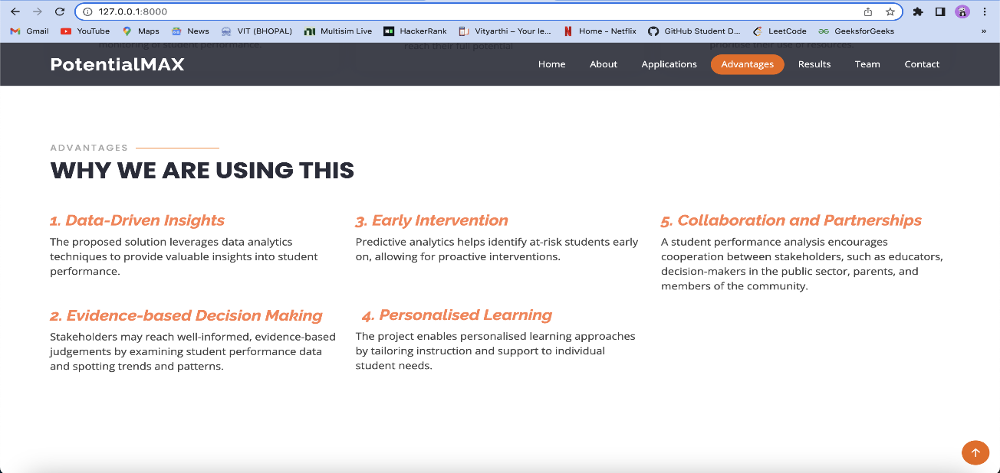 127.0.0.1:8000
Gmail YouTube Maps News VIT (BHOPAL) Multisim Live HackerRank Vityarthi – Your le... Home - Netflix GitHub Student D... LeetCode GeeksforGeeks »
monitoring of student performance. reach their full potential prioritise their use of resources.
PotentialMAX Home About Applications Advantages Results Team Contact
ADVANTAGES
WHY WE ARE USING THIS
1. Data-Driven Insights
The proposed solution leverages data analytics
techniques to provide valuable insights into student
performance.
2. Evidence-based Decision Making
Stakeholders may reach well-informed, evidence-based
judgements by examining student performance data
and spotting trends and patterns.
3. Early Intervention
Predictive analytics helps identify at-risk students early
on, allowing for proactive interventions.
4. Personalised Learning
The project enables personalised learning approaches
by tailoring instruction and support to individual
student needs.
5. Collaboration and Partnerships
A student performance analysis encourages
cooperation between stakeholders, such as educators,
decision-makers in the public sector, parents, and
members of the community.